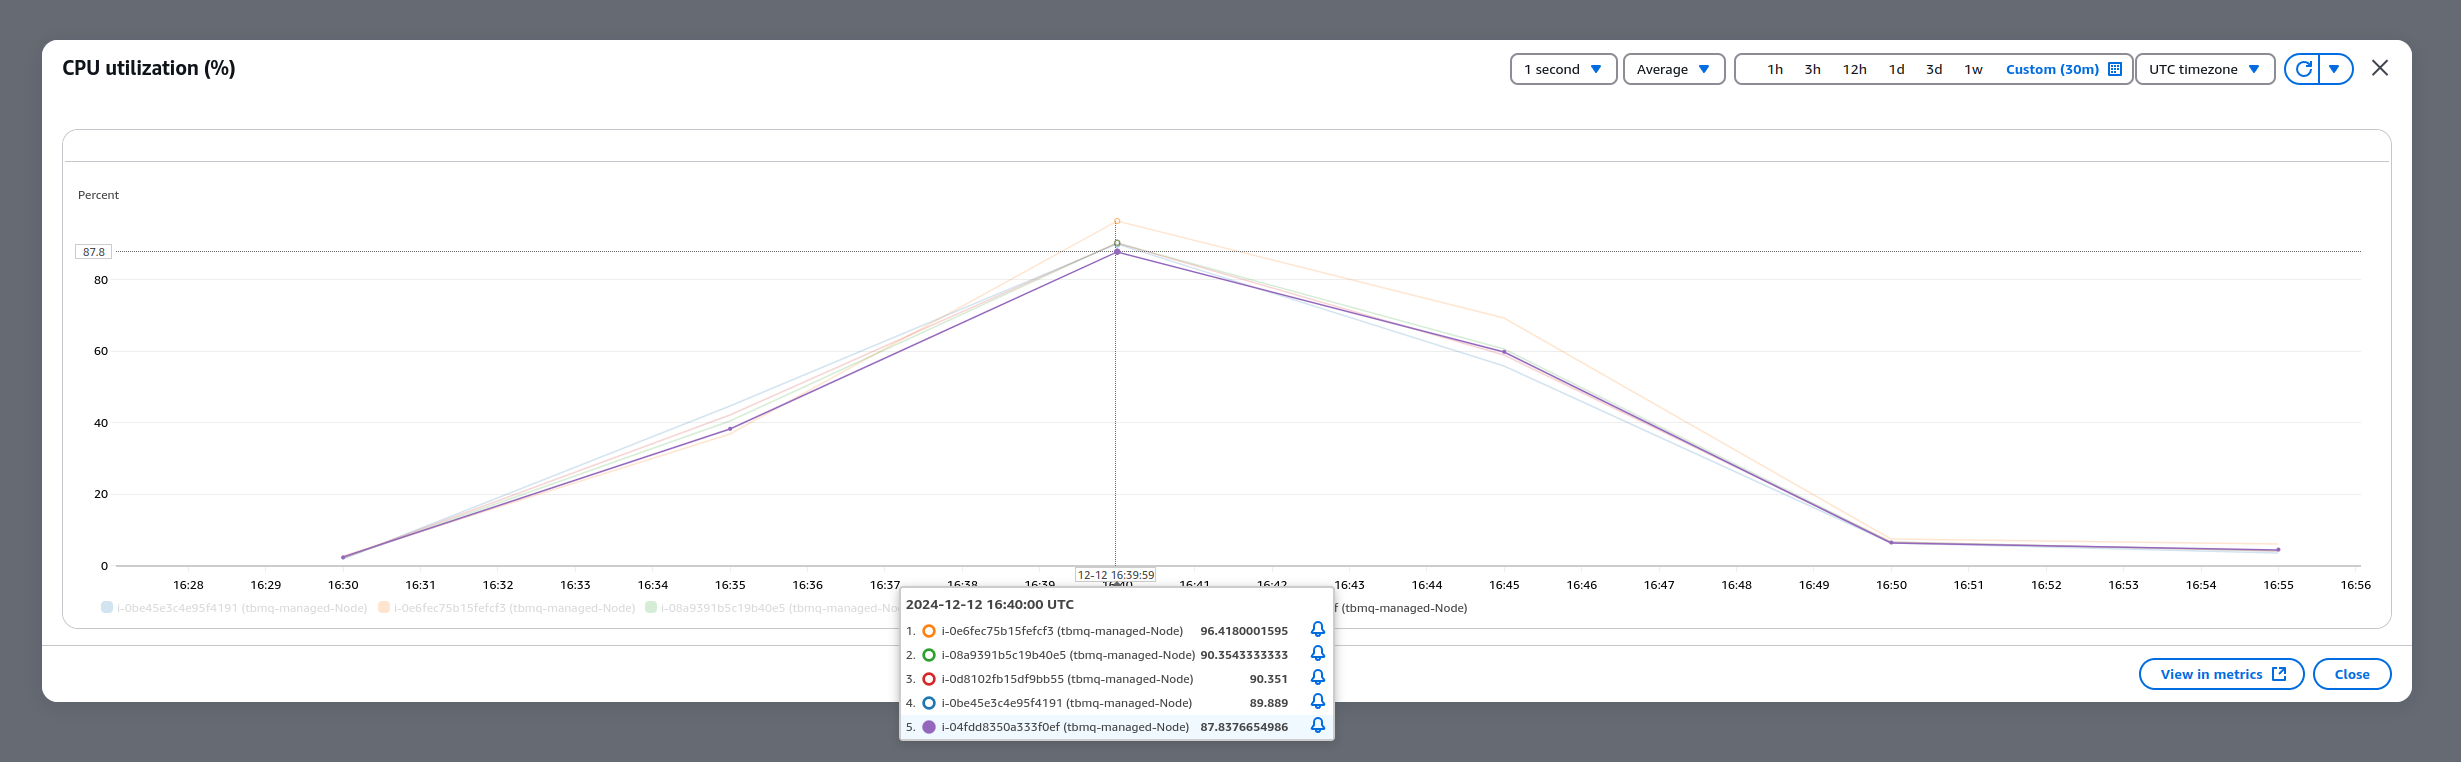 CPU utilization (%)
1 second Average 1h 3h 12h 1d 3d 1w Custom (30m) UTC timezone
Percent
87.8
80
60
40
20
0
12-12 16:39:59
16:28 16:29 16:30 16:31 16:32 16:33 16:34 16:35 16:36 16:37 16:38 16:39 16:40 16:41 16:42 16:43 16:44 16:45 16:46 16:47 16:48 16:49 16:50 16:51 16:52 16:53 16:54 16:55 16:56
i-0be45e3c4e95f4191 (tbmq-managed-Node) i-0e6fec75b15fefcf3 (tbmq-managed-Node) i-08a9391b5c19b40e5 (tbmq-managed-No f (tbmq-managed-Node)
2024-12-12 16:40:00 UTC
1. i-0e6fec75b15fefcf3 (tbmq-managed-Node) 96.4180001595
2. i-08a9391b5c19b40e5 (tbmq-managed-Node) 90.3543333333
3. i-0d8102fb15df9bb55 (tbmq-managed-Node) 90.351
4. i-0be45e3c4e95f4191 (tbmq-managed-Node) 89.889
5. i-04fdd8350a333f0ef (tbmq-managed-Node) 87.8376654986
View in metrics Close